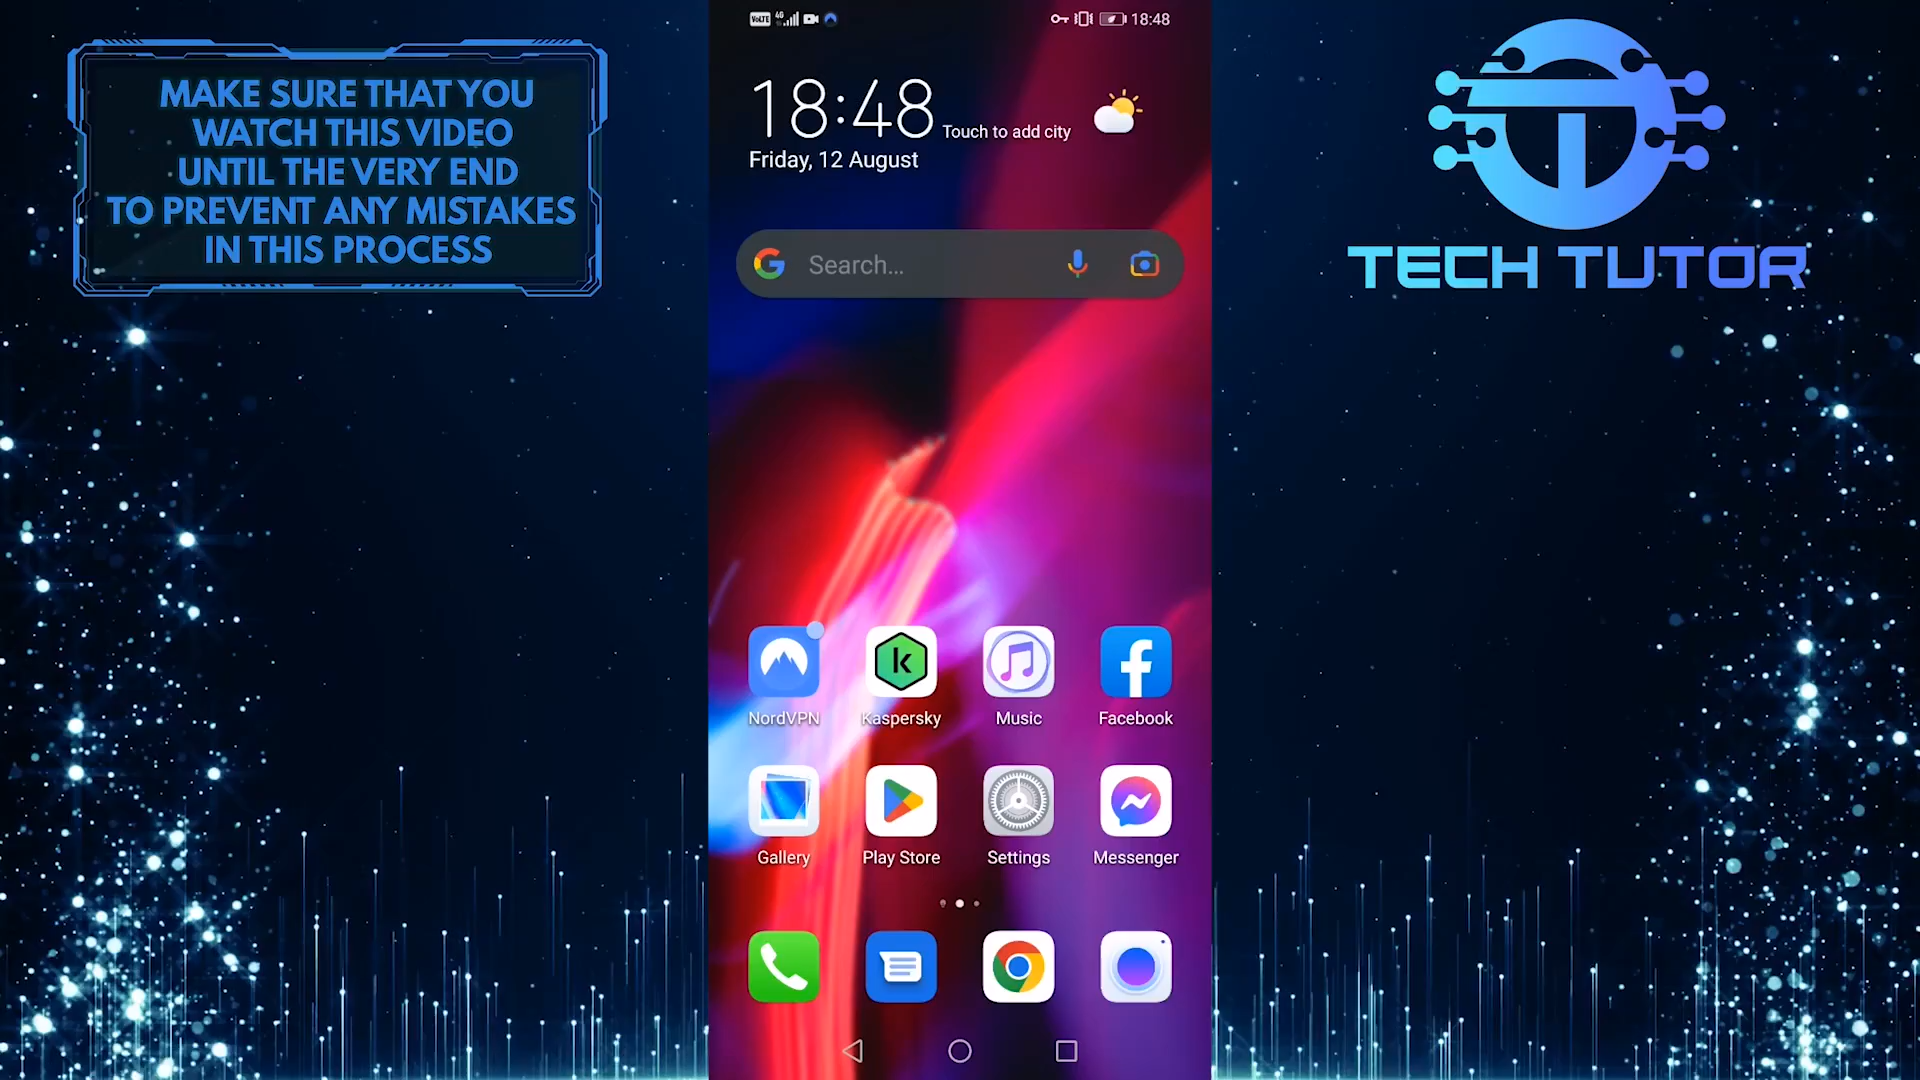 MAKE SURE THAT YOU
WATCH THIS VIDEO
UNTIL THE VERY END
TO PREVENT ANY MISTAKES
IN THIS PROCESS
VoLTE 4G
18:48
18:48 Touch to add city
Friday, 12 August
Search...
NordVPN Kaspersky Music Facebook
Gallery Play Store Settings Messenger
TECH TUTOR